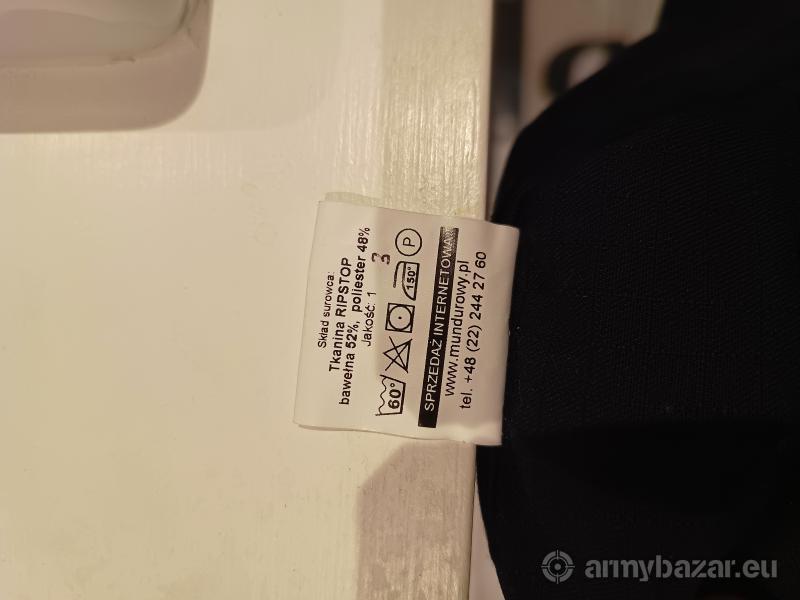 Skład surowca:
Tkanina RIPSTOP
bawełna 52%, poliester 48%
Jakość: 1
3
60° 150° P
SPRZEDAŻ INTERNETOWA
www.mundurowy.pl
tel. +48 (22) 244 27 60
armybazar.eu